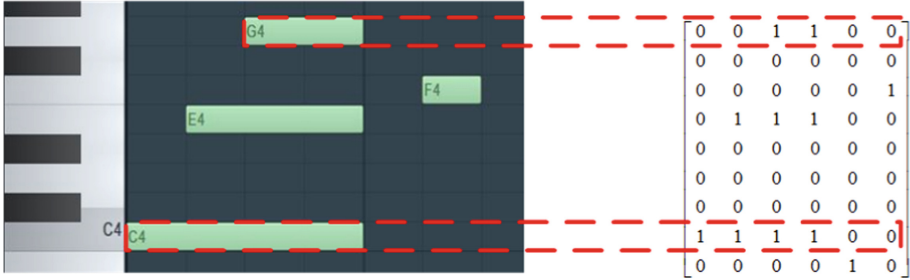 G4
0 0 1 1 0 0
0 0 0 0 0 0
F4
0 0 0 0 0 1
E4
0 1 1 1 0 0
0 0 0 0 0 0
0 0 0 0 0 0
0 0 0 0 0 0
C4 C4
1 1 1 1 0 0
0 0 0 0 1 0